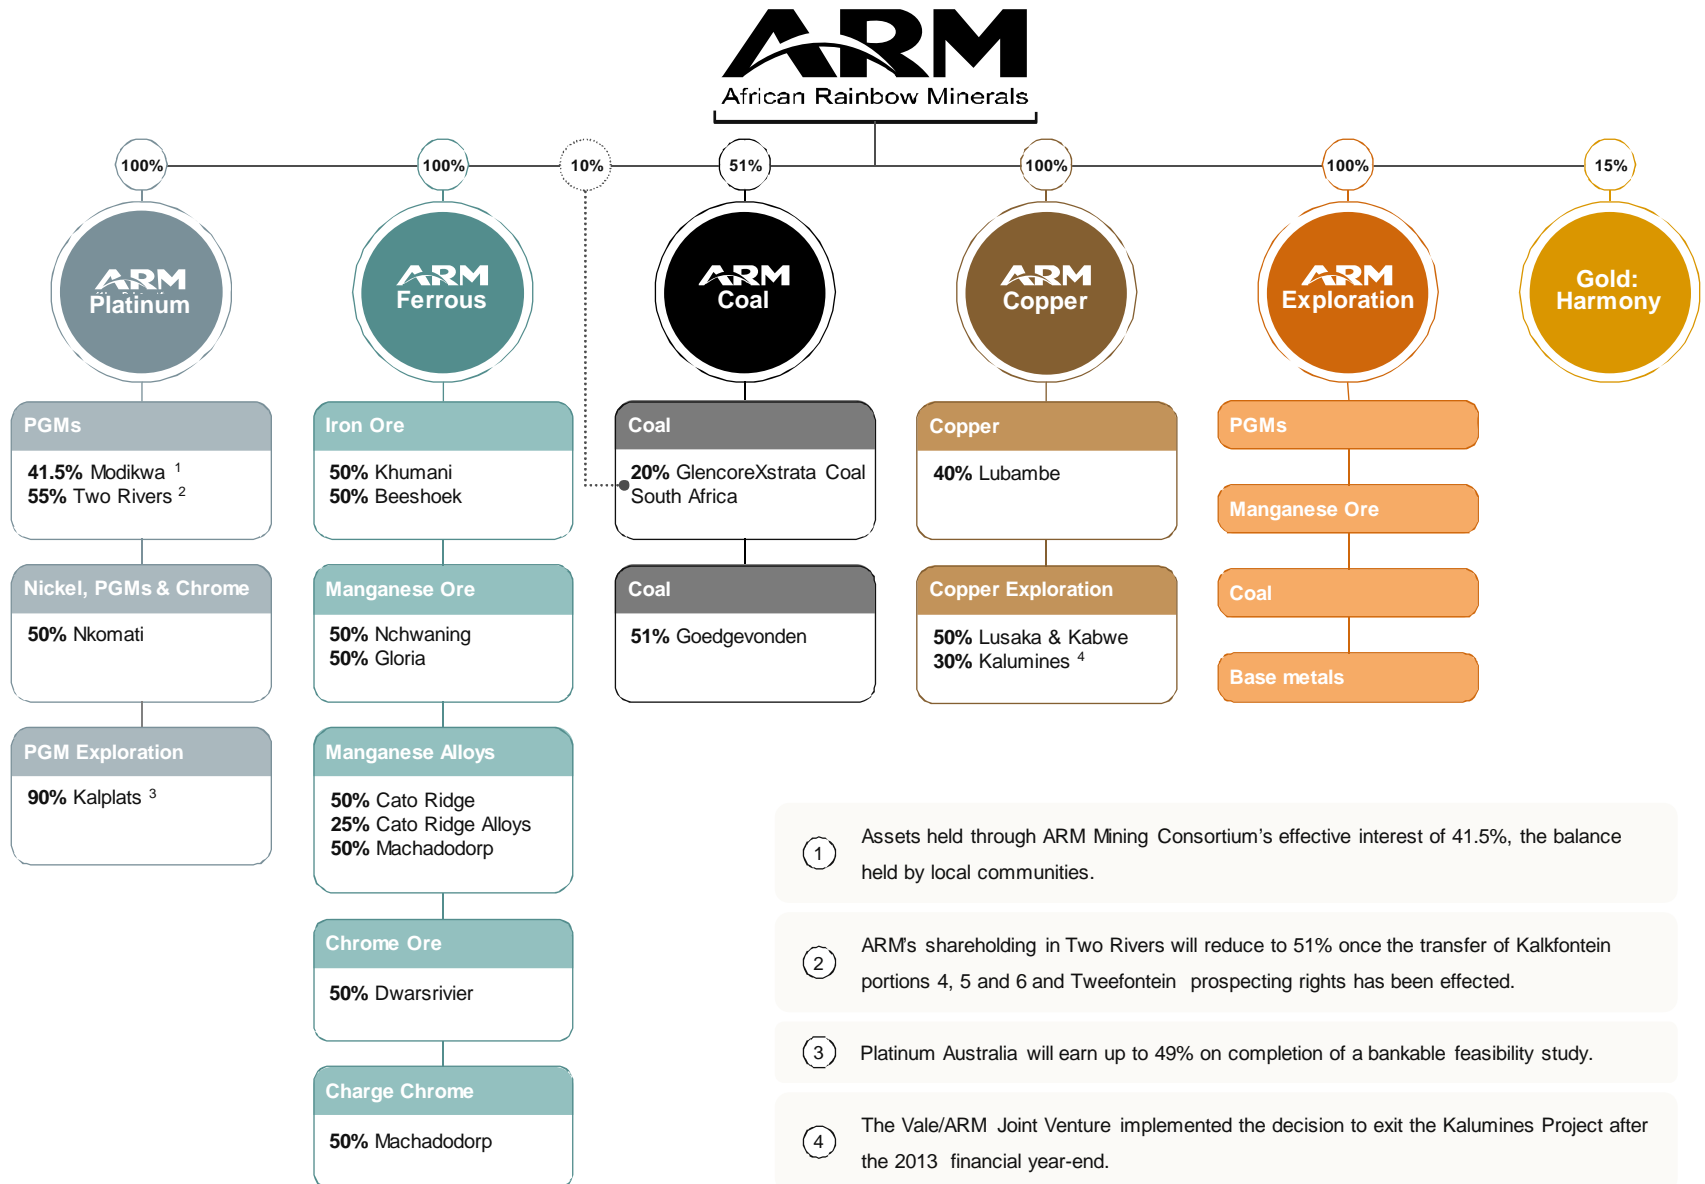 ARM
African Rainbow Minerals
100%
100%
10%
51%
100%
100%
15%
ARM
Platinum
ARM
Ferrous
ARM
Coal
ARM
Copper
ARM
Exploration
Gold:
Harmony
PGMs
41.5% Modikwa 1
55% Two Rivers 2
Nickel, PGMs & Chrome
50% Nkomati
PGM Exploration
90% Kalplats 3
Iron Ore
50% Khumani
50% Beeshoek
Manganese Ore
50% Nchwaning
50% Gloria
Manganese Alloys
50% Cato Ridge
25% Cato Ridge Alloys
50% Machadodorp
Chrome Ore
50% Dwarsrivier
Charge Chrome
50% Machadodorp
Coal
20% GlencoreXstrata Coal
South Africa
Coal
51% Goedgevonden
Copper
40% Lubambe
Copper Exploration
50% Lusaka & Kabwe
30% Kalumines 4
PGMs
Manganese Ore
Coal
Base metals
1
Assets held through ARM Mining Consortium's effective interest of 41.5%, the balance
held by local communities.
2
ARM's shareholding in Two Rivers will reduce to 51% once the transfer of Kalkfontein
portions 4, 5 and 6 and Tweefontein prospecting rights has been effected.
3
Platinum Australia will earn up to 49% on completion of a bankable feasibility study.
4
The Vale/ARM Joint Venture implemented the decision to exit the Kalumines Project after
the 2013 financial year-end.